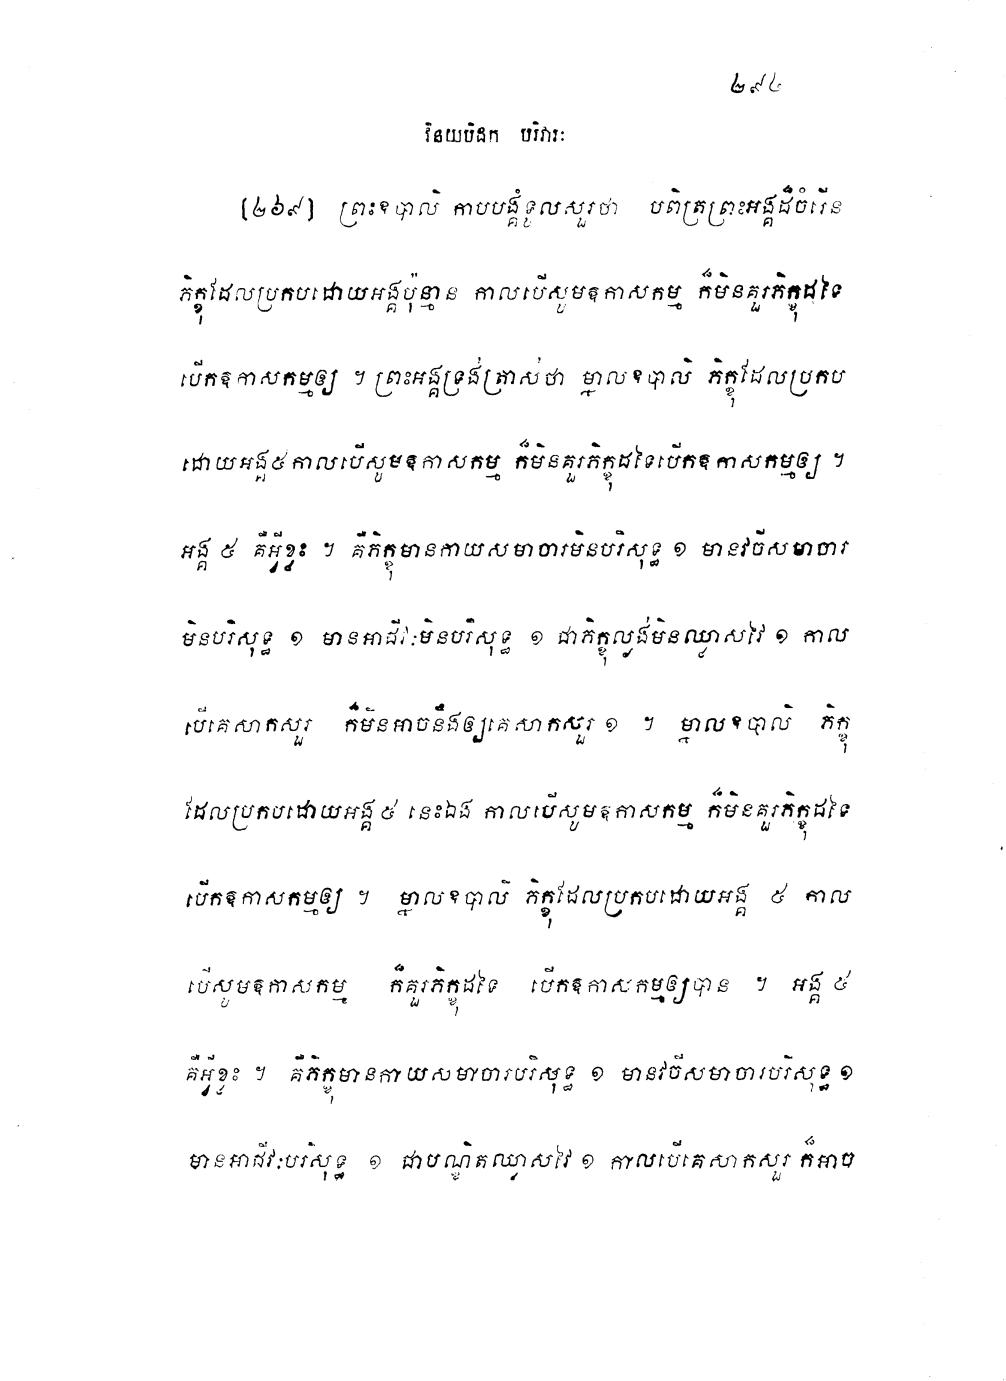 ២៩៤
វិនយបិដក បរិវារៈ
[២៦៩] ព្រះឧបាលិ ក្រាបបង្គំទូលសួរថា បពិត្រព្រះអង្គដ៏ចំរើន
ភិក្ខុដែលប្រកបដោយអង្គប៉ុន្មាន កាលបើសូមឱកាសកម្ម ក៏មិនគួរភិក្ខុដទៃ
បើកឱកាសកម្មឲ្យ ។ ព្រះអង្គទ្រង់ត្រាស់ថា ម្នាលឧបាលិ ភិក្ខុដែលប្រកប
ដោយអង្គ៥ កាលបើសូមឱកាសកម្ម ក៏មិនគួរភិក្ខុដទៃបើកឱកាសកម្មឲ្យ ។
អង្គ ៥ គឺអ្វីខ្លះ ។ គឺភិក្ខុមានកាយសមាចារមិនបរិសុទ្ធ ១ មានវចីសមាចារ
មិនបរិសុទ្ធ ១ មានអាជីវៈមិនបរិសុទ្ធ ១ ជាភិក្ខុល្ងង់មិនឈ្លាសវៃ ១ កាល
បើគេសាកសួរ ក៏មិនអាចនឹងឲ្យគេសាកសួរ ១ ។ ម្នាលឧបាលិ ភិក្ខុ
ដែលប្រកបដោយអង្គ ៥ នេះឯង កាលបើសូមឱកាសកម្ម ក៏មិនគួរភិក្ខុដទៃ
បើកឱកាសកម្មឲ្យ ។ ម្នាលឧបាលិ ភិក្ខុដែលប្រកបដោយអង្គ ៥ កាល
បើសូមឱកាសកម្ម ក៏គួរភិក្ខុដទៃ បើកឱកាសកម្មឲ្យបាន ។ អង្គ ៥
គឺអ្វីខ្លះ ។ គឺភិក្ខុមានកាយសមាចារបរិសុទ្ធ ១ មានវចីសមាចារបរិសុទ្ធ ១
មានអាជីវៈបរិសុទ្ធ ១ ជាបណ្ឌិតឈ្លាសវៃ ១ កាលបើគេសាកសួរ ក៏អាច